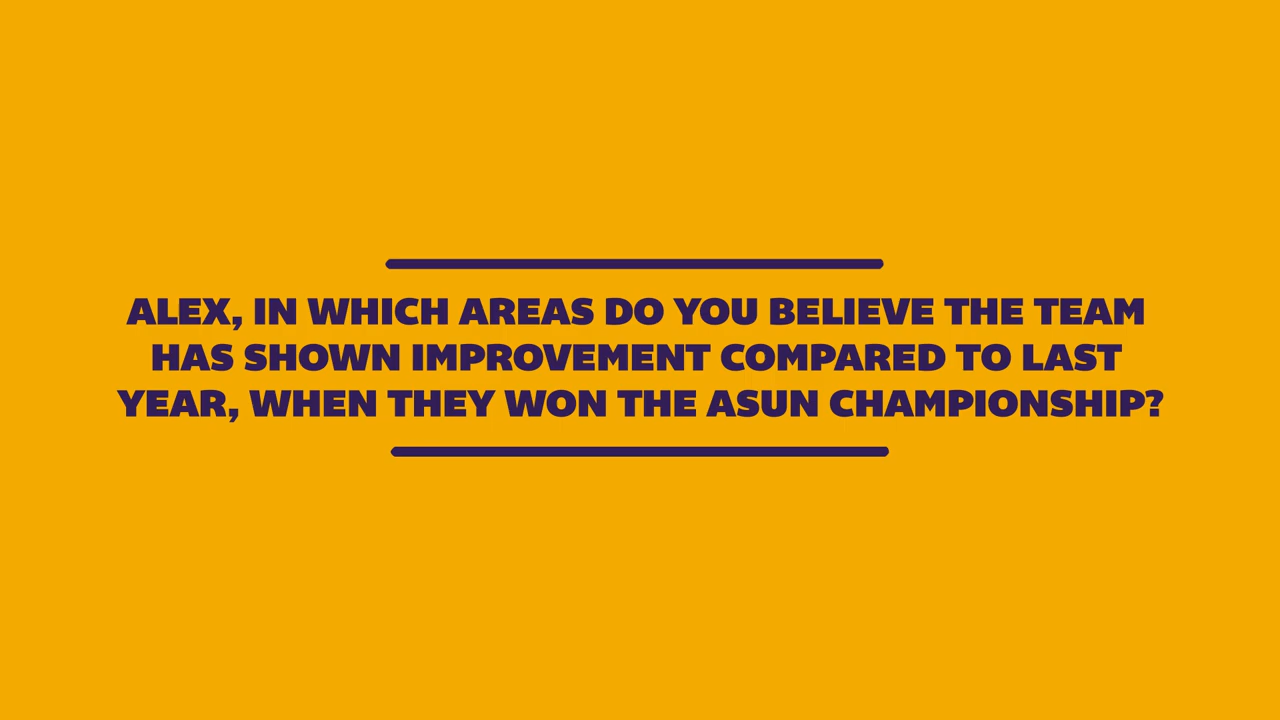 ALEX, IN WHICH AREAS DO YOU BELIEVE THE TEAM
HAS SHOWN IMPROVEMENT COMPARED TO LAST
YEAR, WHEN THEY WON THE ASUN CHAMPIONSHIP?